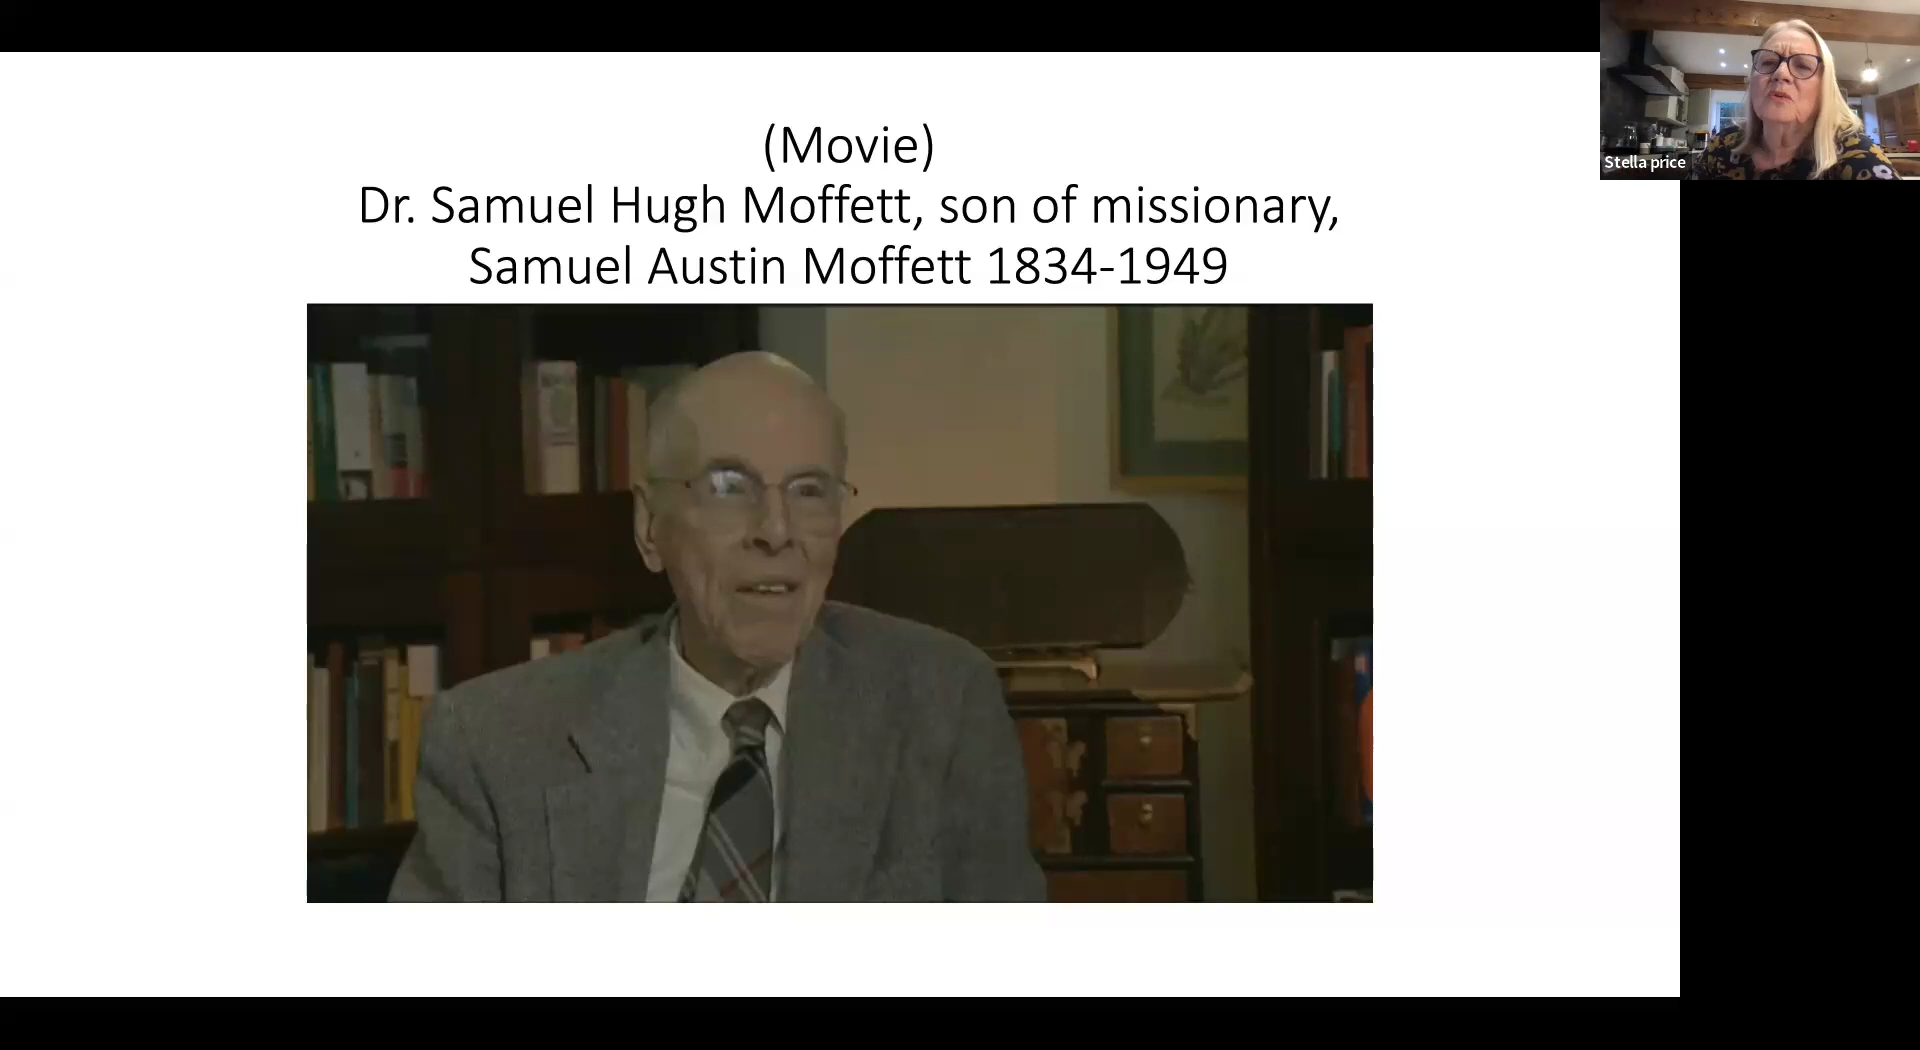 (Movie)
Dr. Samuel Hugh Moffett, son of missionary,
Samuel Austin Moffett 1834-1949
Stella price